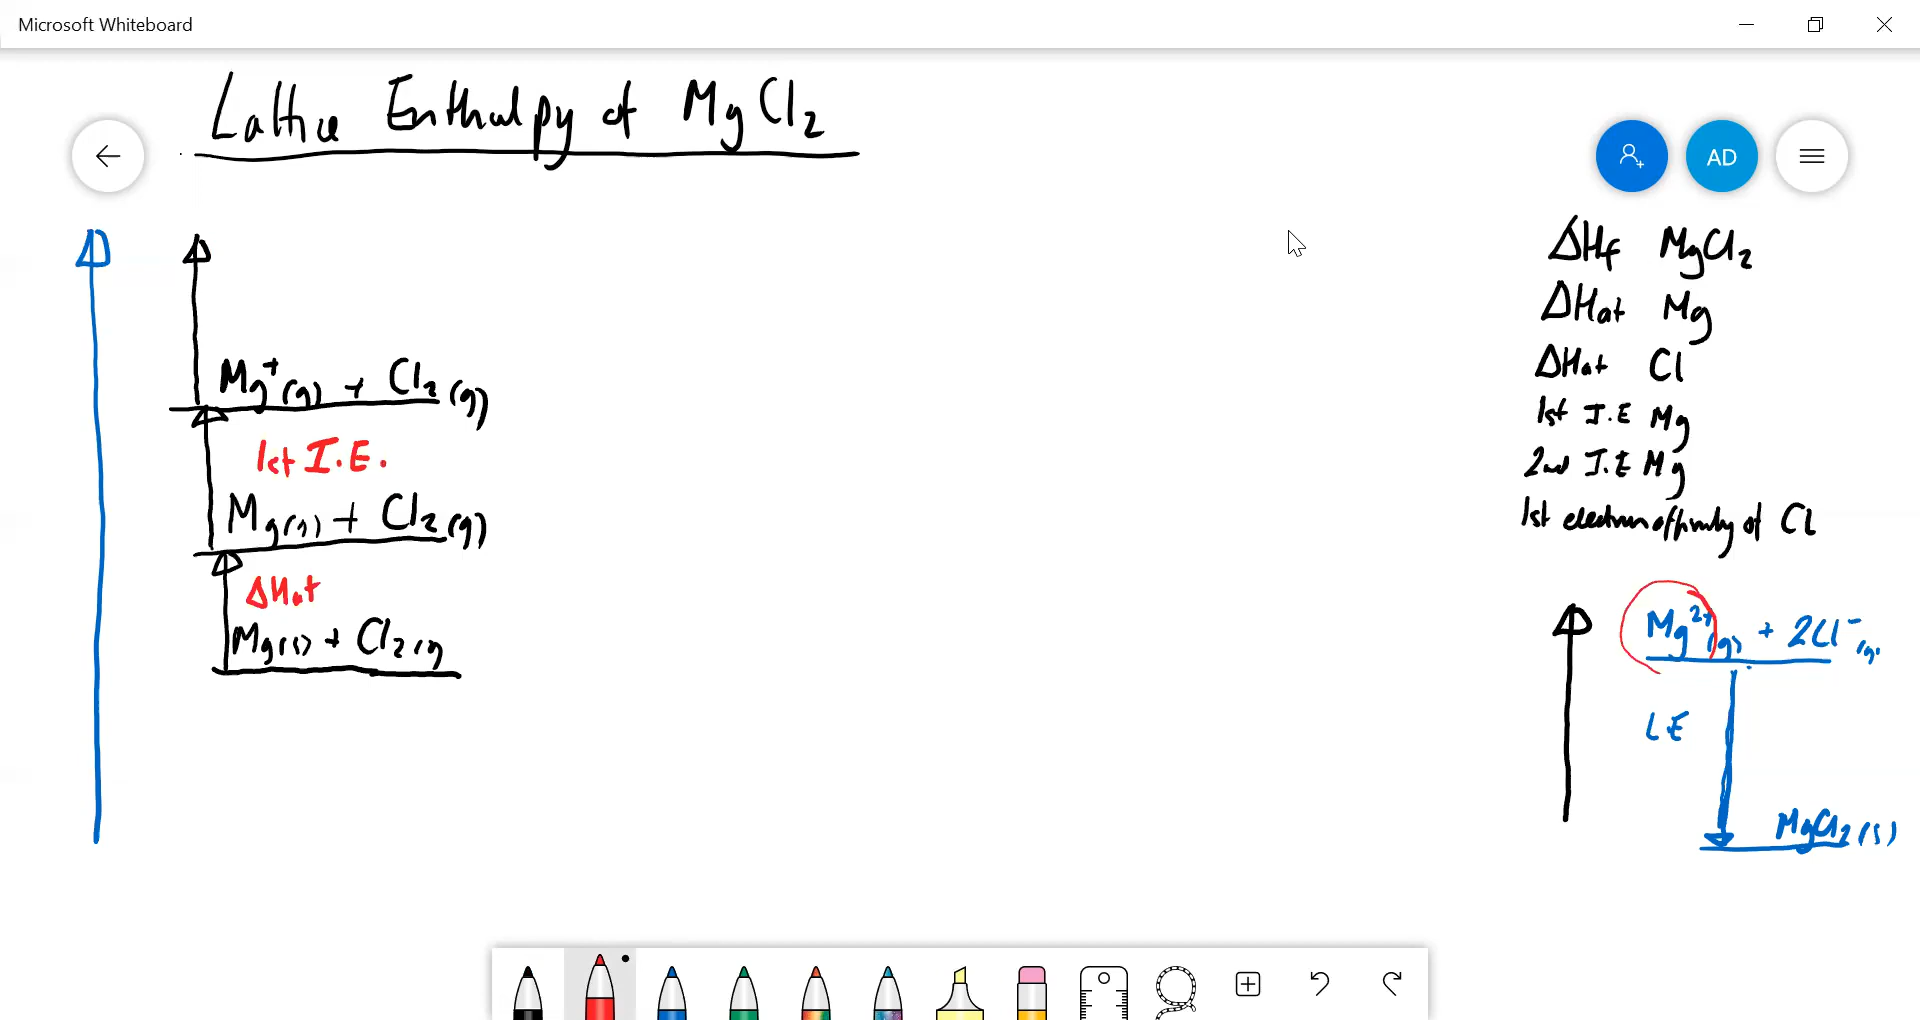 Microsoft Whiteboard
Lattice Enthalpy of MgCl₂
AD
Mg⁺(g) + Cl₂(g)
1st I.E.
Mg(g) + Cl₂(g)
ΔHat
Mg(s) + Cl₂(g)
ΔHf MgCl₂
ΔHat Mg
ΔHat Cl
1st I.E Mg
2nd I.E Mg
1st electron affinity of Cl
Mg²⁺(g) + 2Cl⁻(g)
LE
MgCl₂(s)